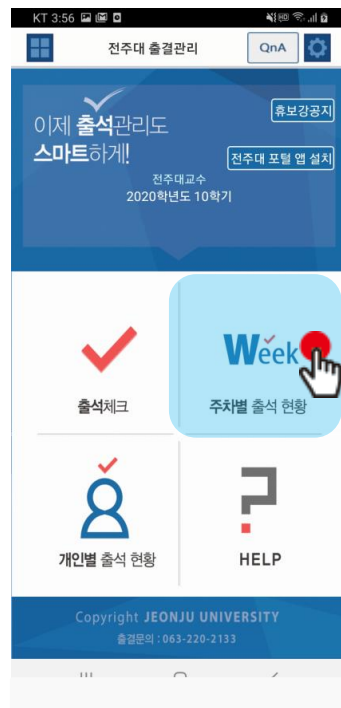 KT 3:56
전주대 출결관리
QnA
휴보강공지
이제 출석관리도
스마트하게!
전주대 포털 앱 설치
전주대교수
2020학년도 10학기
출석체크
Week
주차별 출석 현황
개인별 출석 현황
HELP
Copyright JEONJU UNIVERSITY
출결문의 : 063-220-2133